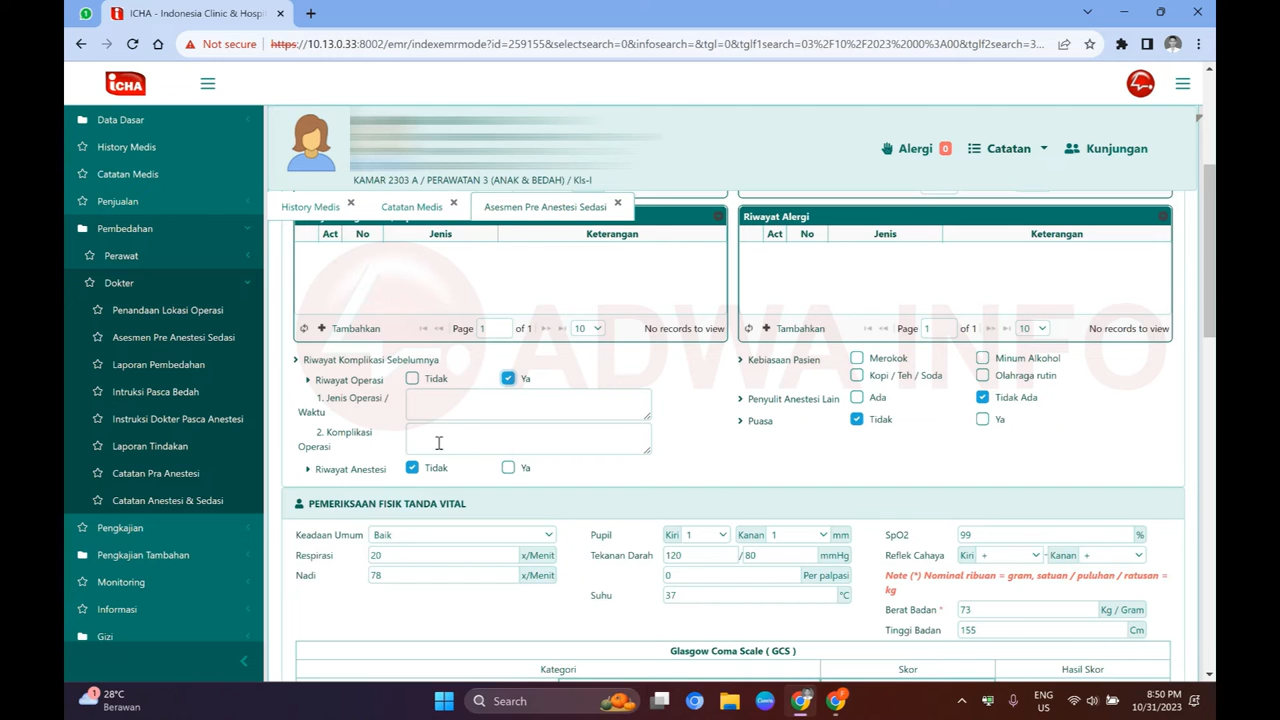 ICHA - Indonesia Clinic & Hospi
Not secure
https://10.13.0.33:8002/emr/indexemrmode?id=259155&selectsearch=0&infosearch=&tgl=0&tglf1search=03%2F10%2F2023%2000%3A00&tglf2search=3...
iCHA
Data Dasar
History Medis
Catatan Medis
Penjualan
Pembedahan
Perawat
Dokter
Penandaan Lokasi Operasi
Asesmen Pre Anestesi Sedasi
Laporan Pembedahan
Intruksi Pasca Bedah
Instruksi Dokter Pasca Anestesi
Laporan Tindakan
Catatan Pra Anestesi
Catatan Anestesi & Sedasi
Pengkajian
Pengkajian Tambahan
Monitoring
Informasi
Gizi
KAMAR 2303 A / PERAWATAN 3 (ANAK & BEDAH) / Kls-I
Alergi 0 Catatan Kunjungan
History Medis Catatan Medis Asesmen Pre Anestesi Sedasi
Act No Jenis Keterangan
Tambahkan Page 1 of 1 10 No records to view
Riwayat Alergi
Act No Jenis Keterangan
Tambahkan Page 1 of 1 10 No records to view
ADWA INFO
Riwayat Komplikasi Sebelumnya
Riwayat Operasi Tidak Ya
1. Jenis Operasi /
Waktu
2. Komplikasi
Operasi
Riwayat Anestesi Tidak Ya
Kebiasaan Pasien Merokok Minum Alkohol
Kopi / Teh / Soda Olahraga rutin
Penyulit Anestesi Lain Ada Tidak Ada
Puasa Tidak Ya
PEMERIKSAAN FISIK TANDA VITAL
Keadaan Umum Baik
Respirasi 20 x/Menit
Nadi 78 x/Menit
Pupil Kiri 1 Kanan 1 mm
Tekanan Darah 120 / 80 mmHg
0 Per palpasi
Suhu 37 °C
SpO2 99 %
Reflek Cahaya Kiri + - Kanan +
Note (*) Nominal ribuan = gram, satuan / puluhan / ratusan =
kg
Berat Badan * 73 Kg / Gram
Tinggi Badan 155 Cm
Glasgow Coma Scale ( GCS )
Kategori Skor Hasil Skor
1
28°C
Berawan
Search
ENG
US
8:50 PM
10/31/2023